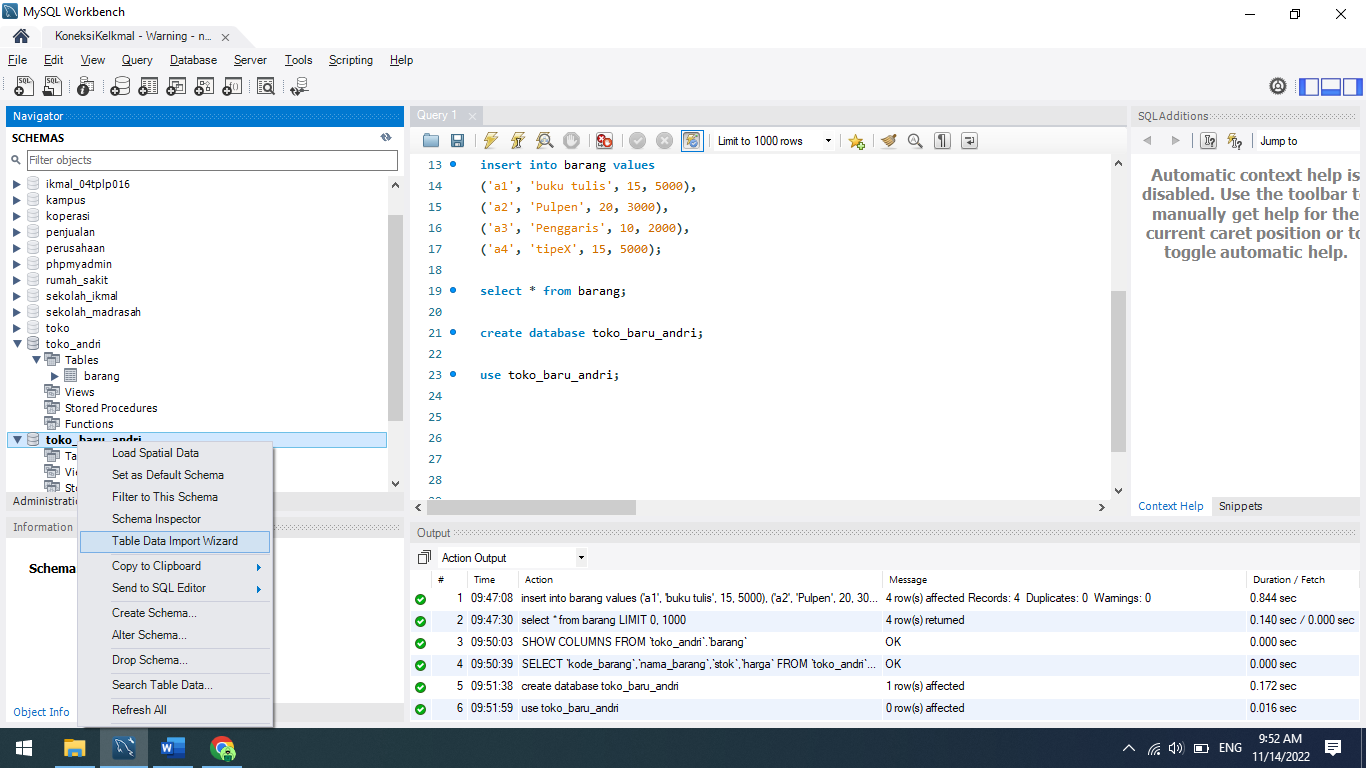 MySQL Workbench
KoneksiKeIkmal - Warning - n...
File Edit View Query Database Server Tools Scripting Help
Navigator
SCHEMAS
Filter objects
ikmal_04tplp016
kampus
koperasi
penjualan
perusahaan
phpmyadmin
rumah_sakit
sekolah_ikmal
sekolah_madrasah
toko
toko_andri
Tables
barang
Views
Stored Procedures
Functions
toko_baru_andri
Ta
Vi
St
Load Spatial Data
Set as Default Schema
Filter to This Schema
Schema Inspector
Table Data Import Wizard
Copy to Clipboard
Send to SQL Editor
Create Schema...
Alter Schema...
Drop Schema...
Search Table Data...
Refresh All
Administratio
Information
Schema
Object Info
Query 1
Limit to 1000 rows
13 insert into barang values
14 ('a1', 'buku tulis', 15, 5000),
15 ('a2', 'Pulpen', 20, 3000),
16 ('a3', 'Penggaris', 10, 2000),
17 ('a4', 'tipeX', 15, 5000);
18
19 select * from barang;
20
21 create database toko_baru_andri;
22
23 use toko_baru_andri;
24
25
26
27
28
29
SQLAdditions
Jump to
Automatic context help is
disabled. Use the toolbar t
manually get help for the
current caret position or to
toggle automatic help.
Context Help Snippets
Output
Action Output
# Time Action Message Duration / Fetch
1 09:47:08 insert into barang values ('a1', 'buku tulis', 15, 5000), ('a2', 'Pulpen', 20, 30... 4 row(s) affected Records: 4 Duplicates: 0 Warnings: 0 0.844 sec
2 09:47:30 select * from barang LIMIT 0, 1000 4 row(s) returned 0.140 sec / 0.000 sec
3 09:50:03 SHOW COLUMNS FROM `toko_andri`.`barang` OK 0.000 sec
4 09:50:39 SELECT `kode_barang`,`nama_barang`,`stok`,`harga` FROM `toko_andri`... OK 0.000 sec
5 09:51:38 create database toko_baru_andri 1 row(s) affected 0.172 sec
6 09:51:59 use toko_baru_andri 0 row(s) affected 0.016 sec
ENG
9:52 AM
11/14/2022